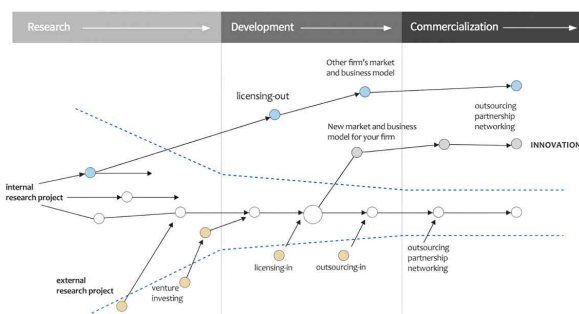 Research
Development
Commercialization
Other firm's market
and business model
licensing-out
outsourcing
partnership
networking
New market and business
model for your firm
INNOVATION
internal
research project
outsourcing
partnership
networking
licensing-in
outsourcing-in
external
research project
venture
investing